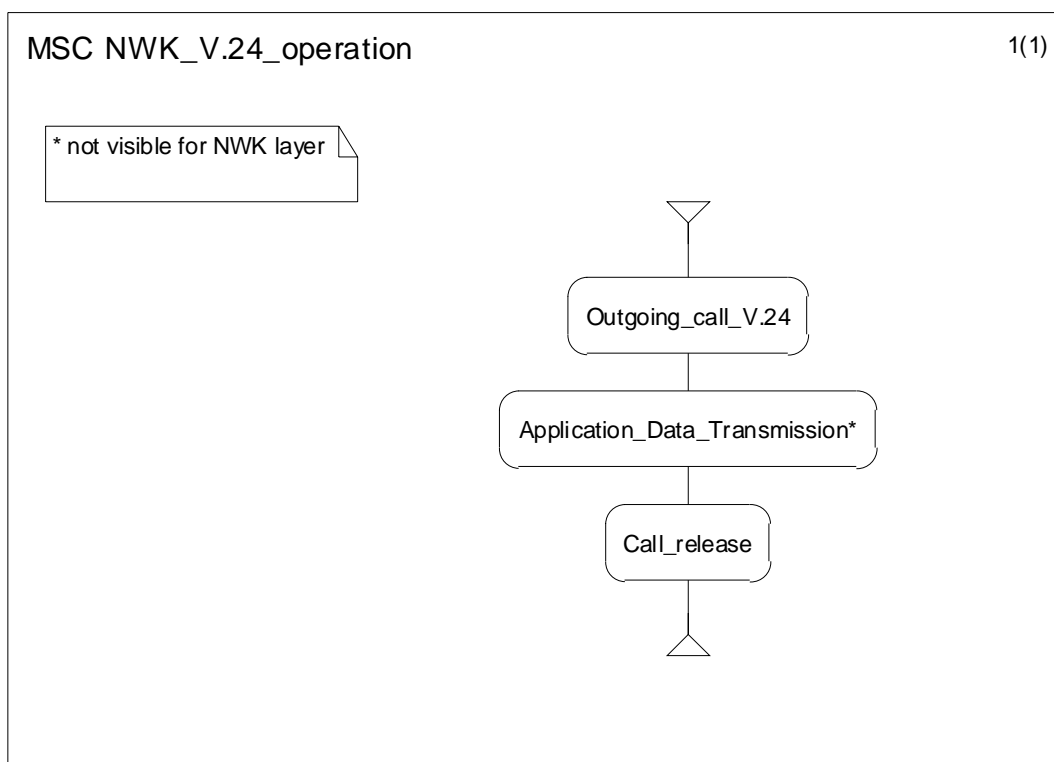 MSC NWK_V.24_operation
1(1)
* not visible for NWK layer
Outgoing_call_V.24
Application_Data_Transmission*
Call_release